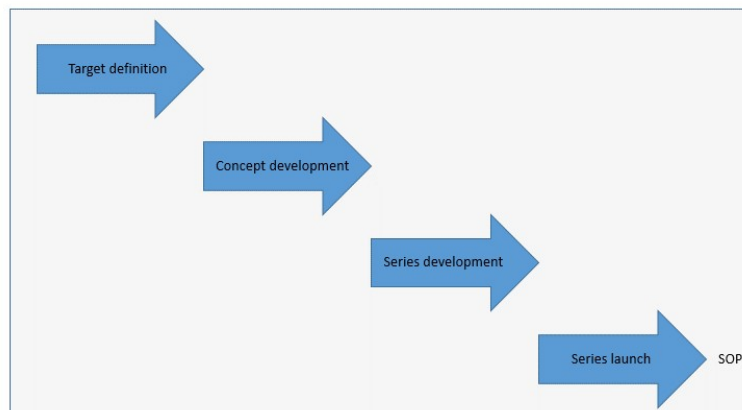 Target definition
Concept development
Series development
Series launch
SOP